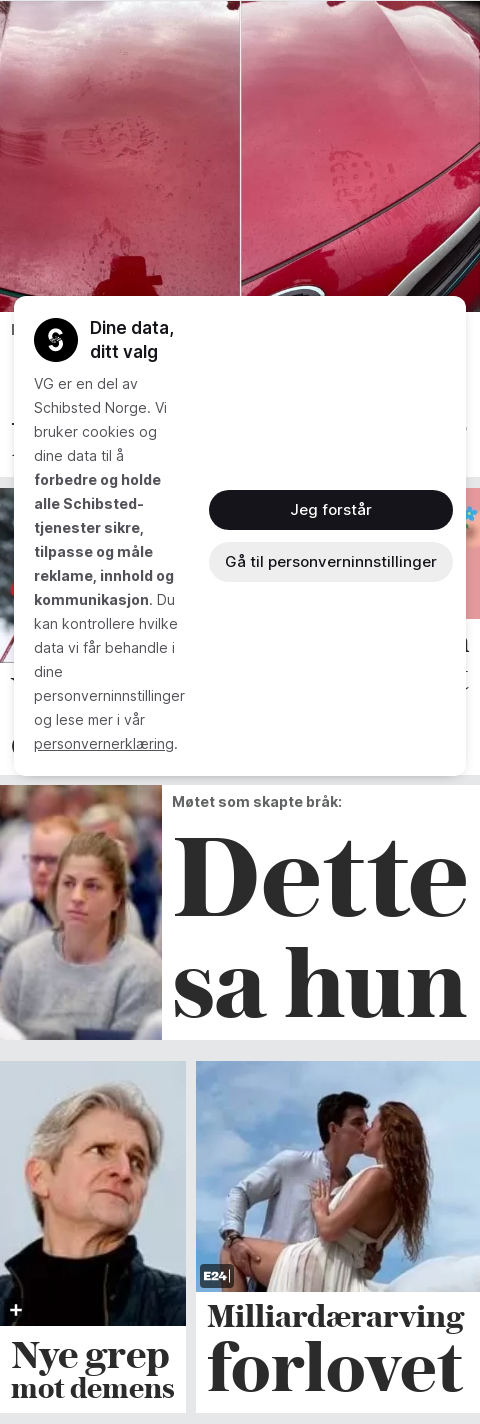 Dine data,
ditt valg
VG er en del av
Schibsted Norge. Vi
bruker cookies og
dine data til å
forbedre og holde
alle Schibsted-
tjenester sikre,
tilpasse og måle
reklame, innhold og
kommunikasjon. Du
kan kontrollere hvilke
data vi får behandle i
dine
personverninnstillinger
og lese mer i vår
personvernerklæring.
Jeg forstår
Gå til personverninnstillinger
Møtet som skapte bråk:
Dette
sa hun
Nye grep
mot demens
E24
Milliardærarving
forlovet